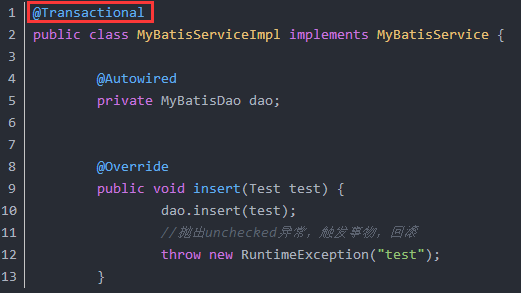 1 @Transactional
2 public class MyBatisServiceImpl implements MyBatisService {
3
4 @Autowired
5 private MyBatisDao dao;
6
7
8 @Override
9 public void insert(Test test) {
10 dao.insert(test);
11 //抛出unchecked异常，触发事物，回滚
12 throw new RuntimeException("test");
13 }